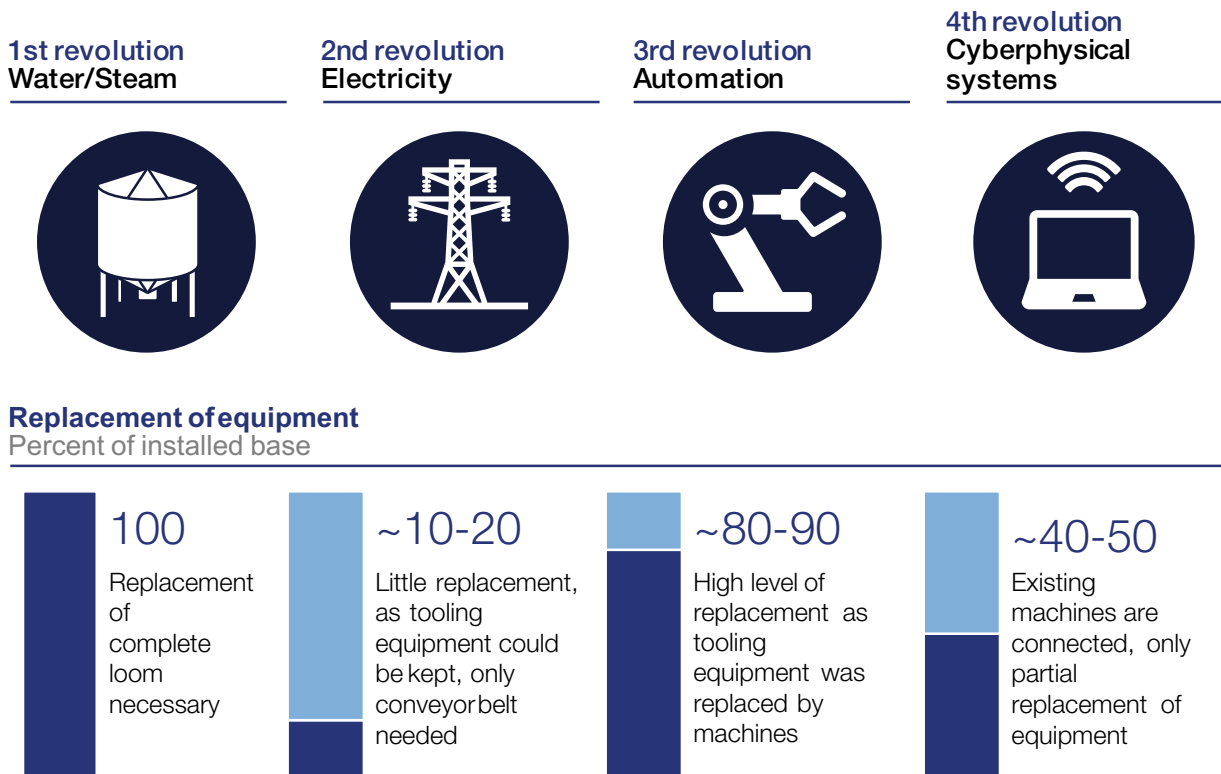 1st revolution
Water/Steam
2nd revolution
Electricity
3rd revolution
Automation
4th revolution
Cyberphysical
systems
Replacement of equipment
Percent of installed base
100
Replacement
of
complete
loom
necessary
~10-20
Little replacement,
as tooling
equipment could
be kept, only
conveyor belt
needed
~80-90
High level of
replacement as
tooling
equipment was
replaced by
machines
~40-50
Existing
machines are
connected, only
partial
replacement of
equipment